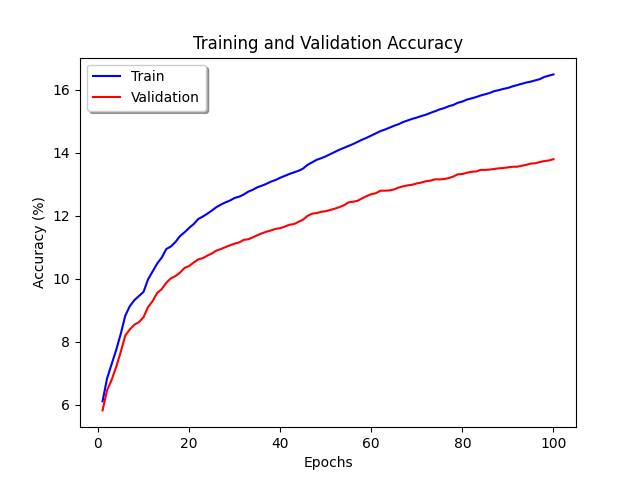 Training and Validation Accuracy
Train
Validation
16
14
12
10
8
6
Accuracy (%)
0 20 40 60 80 100
Epochs